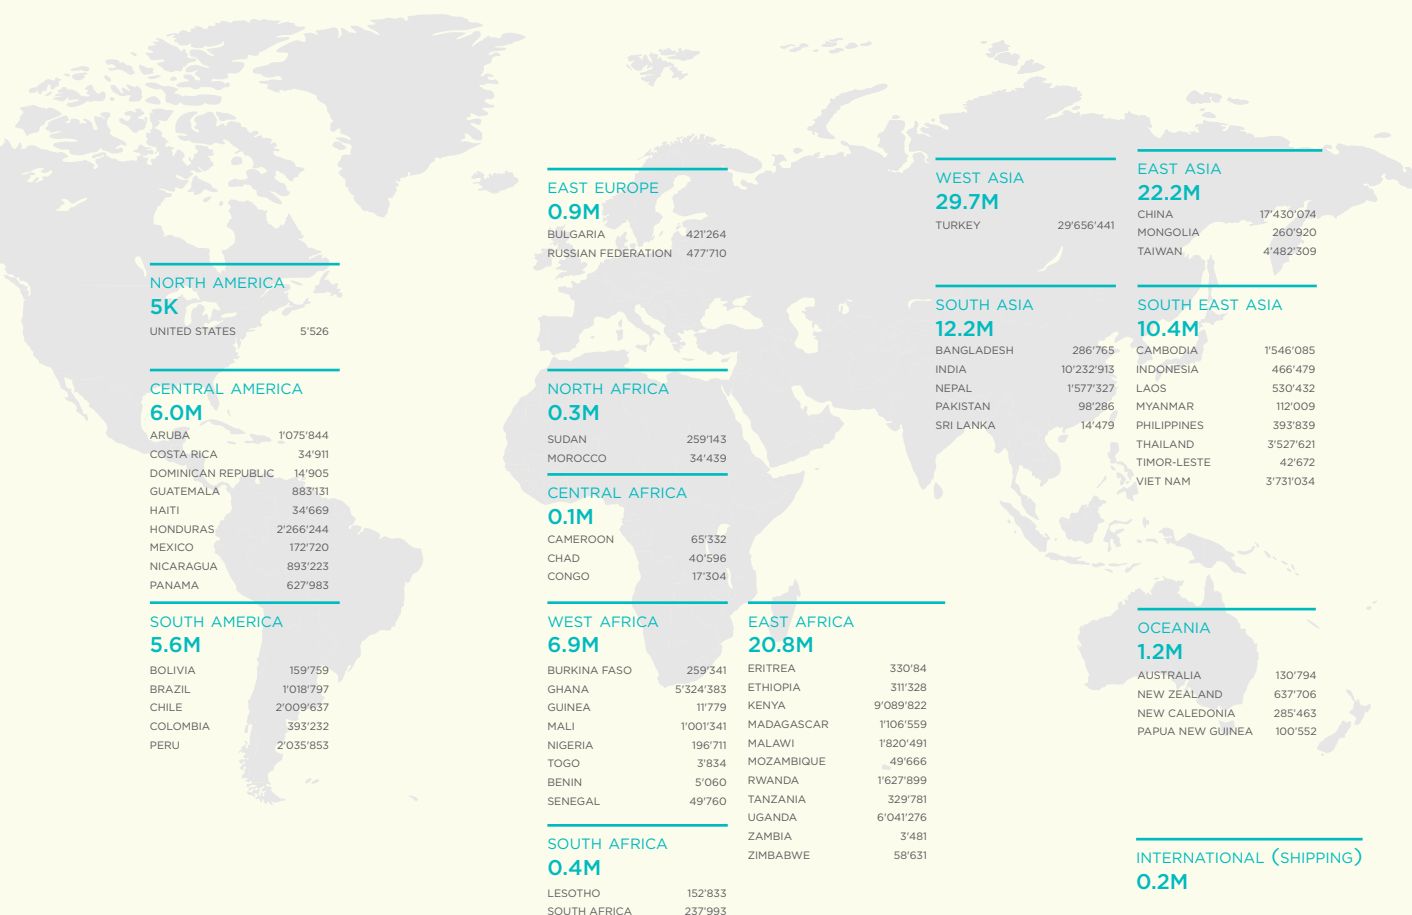 NORTH AMERICA
5K
UNITED STATES 5'526
CENTRAL AMERICA
6.0M
ARUBA 1'075'844
COSTA RICA 34'911
DOMINICAN REPUBLIC 14'905
GUATEMALA 883'131
HAITI 34'669
HONDURAS 2'266'244
MEXICO 172'720
NICARAGUA 893'223
PANAMA 627'983
SOUTH AMERICA
5.6M
BOLIVIA 159'759
BRAZIL 1'018'797
CHILE 2'009'637
COLOMBIA 393'232
PERU 2'035'853
EAST EUROPE
0.9M
BULGARIA 421'264
RUSSIAN FEDERATION 477'710
NORTH AFRICA
0.3M
SUDAN 259'143
MOROCCO 34'439
CENTRAL AFRICA
0.1M
CAMEROON 65'332
CHAD 40'596
CONGO 17'304
WEST AFRICA
6.9M
BURKINA FASO 259'341
GHANA 5'324'383
GUINEA 11'779
MALI 1'001'341
NIGERIA 196'711
TOGO 3'834
BENIN 5'060
SENEGAL 49'760
SOUTH AFRICA
0.4M
LESOTHO 152'833
SOUTH AFRICA 237'993
EAST AFRICA
20.8M
ERITREA 330'84
ETHIOPIA 311'328
KENYA 9'089'822
MADAGASCAR 1'106'559
MALAWI 1'820'491
MOZAMBIQUE 49'666
RWANDA 1'627'899
TANZANIA 329'781
UGANDA 6'041'276
ZAMBIA 3'481
ZIMBABWE 58'631
WEST ASIA
29.7M
TURKEY 29'656'441
SOUTH ASIA
12.2M
BANGLADESH 286'765
INDIA 10'232'913
NEPAL 1'577'327
PAKISTAN 98'286
SRI LANKA 14'479
EAST ASIA
22.2M
CHINA 17'430'074
MONGOLIA 260'920
TAIWAN 4'482'309
SOUTH EAST ASIA
10.4M
CAMBODIA 1'546'085
INDONESIA 466'479
LAOS 530'432
MYANMAR 112'009
PHILIPPINES 393'839
THAILAND 3'527'621
TIMOR-LESTE 42'672
VIET NAM 3'731'034
OCEANIA
1.2M
AUSTRALIA 130'794
NEW ZEALAND 637'706
NEW CALEDONIA 285'463
PAPUA NEW GUINEA 100'552
INTERNATIONAL (SHIPPING)
0.2M